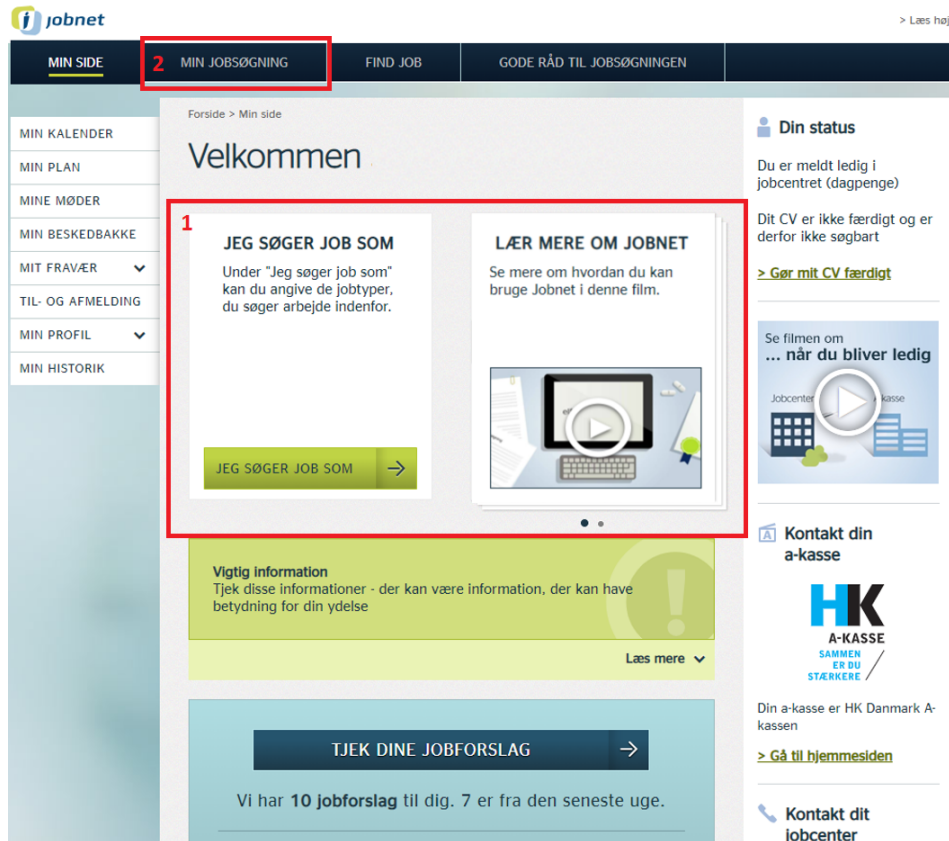 jobnet
> Læs høj
MIN SIDE
2 MIN JOBSØGNING
FIND JOB
GODE RÅD TIL JOBSØGNINGEN
MIN KALENDER
MIN PLAN
MINE MØDER
MIN BESKEDBAKKE
MIT FRAVÆR
TIL- OG AFMELDING
MIN PROFIL
MIN HISTORIK
Forside > Min side
Velkommen
1
JEG SØGER JOB SOM
Under "Jeg søger job som"
kan du angive de jobtyper,
du søger arbejde indenfor.
JEG SØGER JOB SOM
LÆR MERE OM JOBNET
Se mere om hvordan du kan
bruge Jobnet i denne film.
Vigtig information
Tjek disse informationer - der kan være information, der kan have
betydning for din ydelse
Læs mere
TJEK DINE JOBFORSLAG
Vi har 10 jobforslag til dig. 7 er fra den seneste uge.
Din status
Du er meldt ledig i
jobcentret (dagpenge)
Dit CV er ikke færdigt og er
derfor ikke søgbart
> Gør mit CV færdigt
Se filmen om
... når du bliver ledig
Jobcenter
kasse
Kontakt din
a-kasse
HK
A-KASSE
SAMMEN
ER DU
STÆRKERE
Din a-kasse er HK Danmark A-
kassen
> Gå til hjemmesiden
Kontakt dit
jobcenter